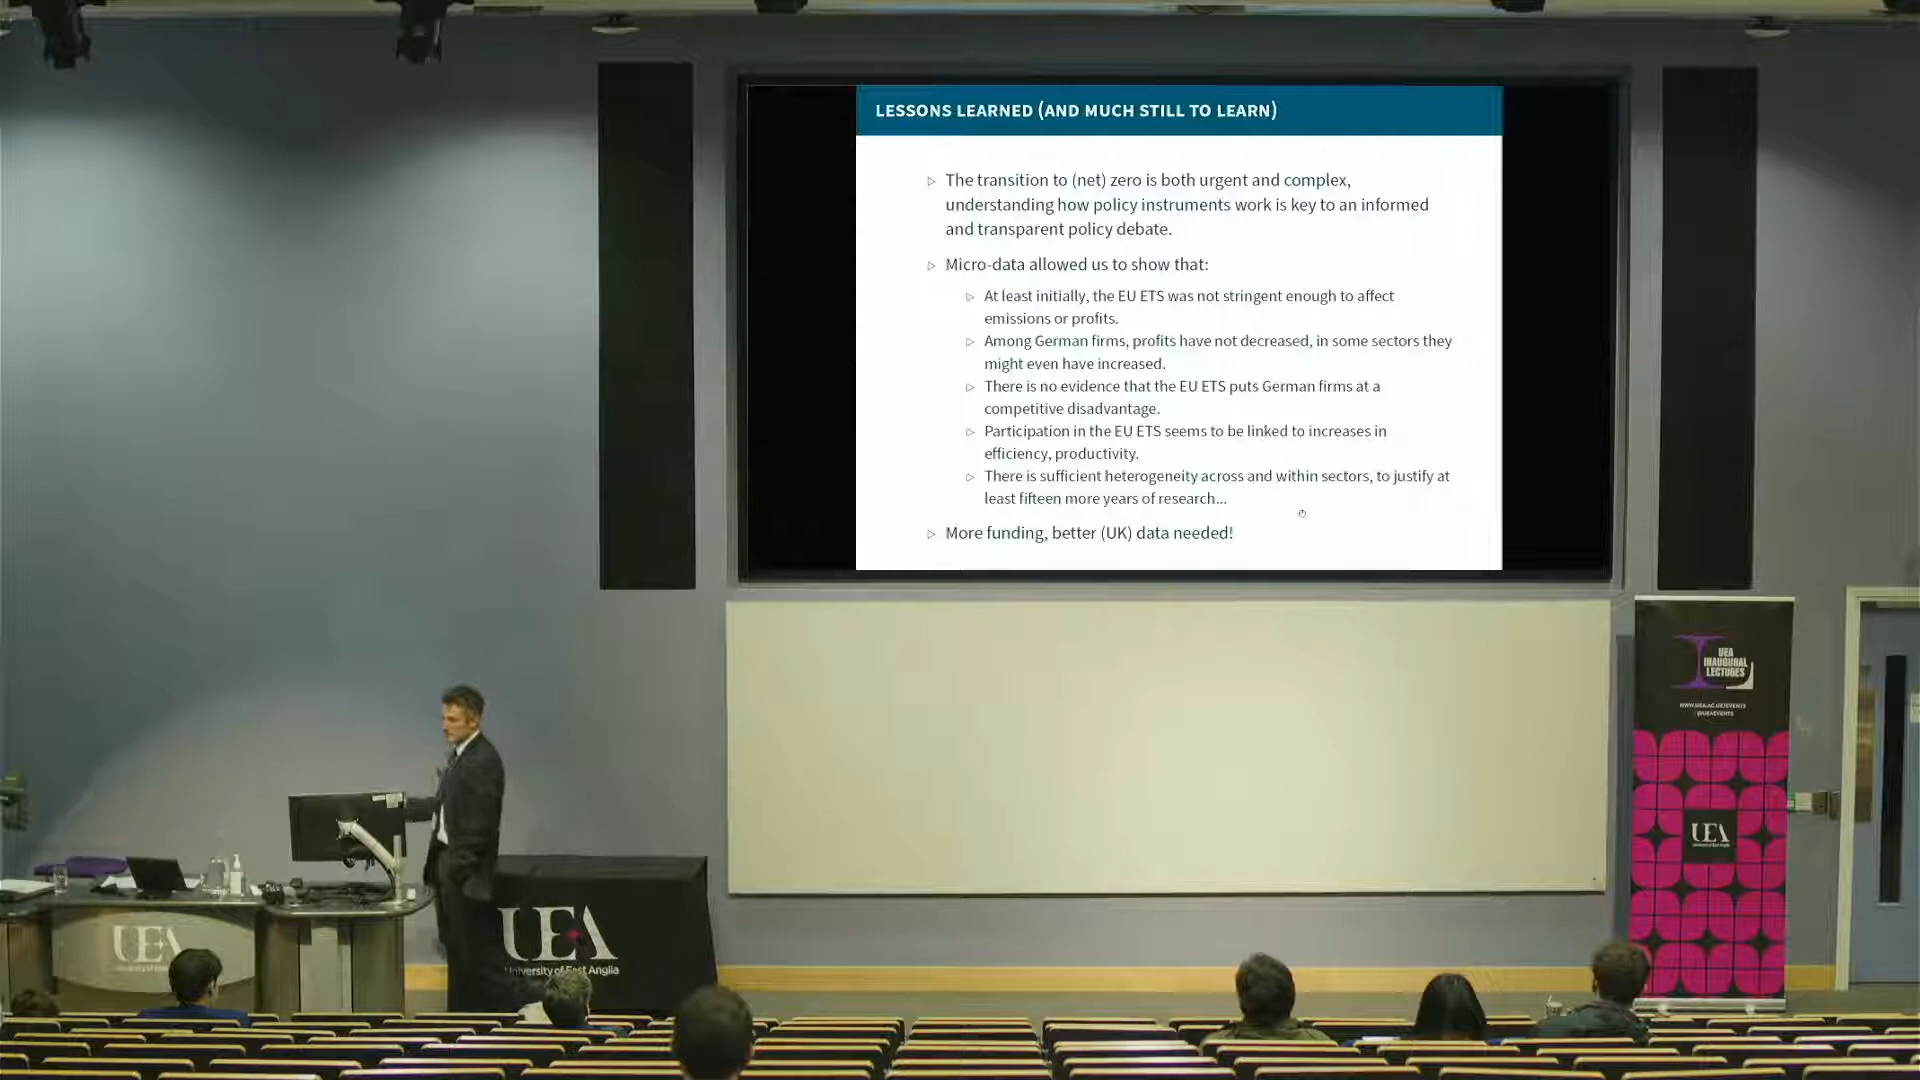 LESSONS LEARNED (AND MUCH STILL TO LEARN)
▷ The transition to (net) zero is both urgent and complex,
understanding how policy instruments work is key to an informed
and transparent policy debate.
▷ Micro-data allowed us to show that:
▷ At least initially, the EU ETS was not stringent enough to affect
emissions or profits.
▷ Among German firms, profits have not decreased, in some sectors they
might even have increased.
▷ There is no evidence that the EU ETS puts German firms at a
competitive disadvantage.
▷ Participation in the EU ETS seems to be linked to increases in
efficiency, productivity.
▷ There is sufficient heterogeneity across and within sectors, to justify at
least fifteen more years of research...
▷ More funding, better (UK) data needed!
UEA
INAUGURAL
LECTURES
WWW.UEA.AC.UK/EVENTS
@UEAEVENTS
UEA
UEA
University of East Anglia
UEA